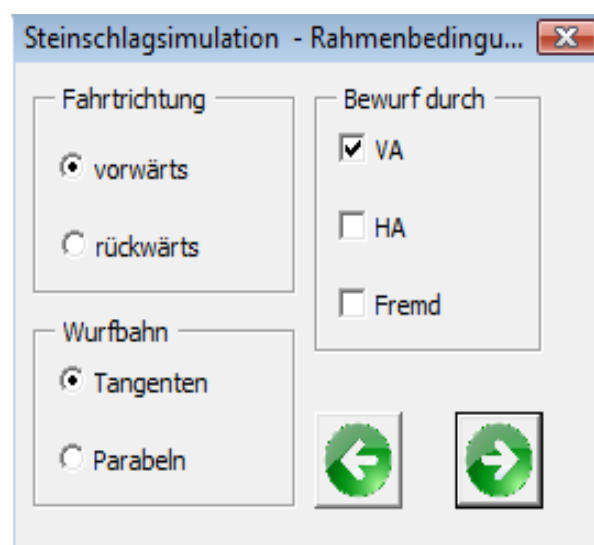 Steinschlagsimulation - Rahmenbedingu...
Fahrtrichtung
vorwärts
rückwärts
Bewurf durch
VA
HA
Fremd
Wurfbahn
Tangenten
Parabeln